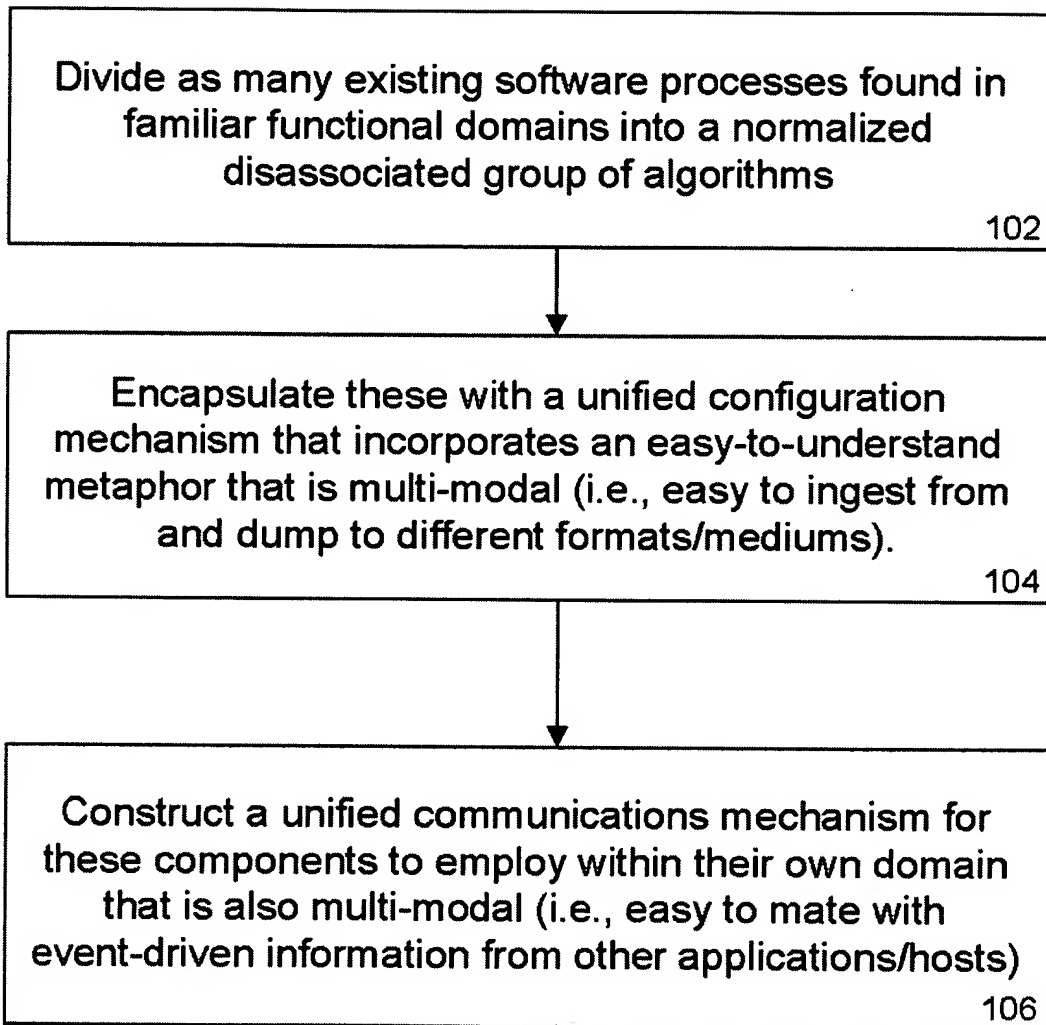 Divide as many existing software processes found in
familiar functional domains into a normalized
disassociated group of algorithms
102
Encapsulate these with a unified configuration
mechanism that incorporates an easy-to-understand
metaphor that is multi-modal (i.e., easy to ingest from
and dump to different formats/mediums).
104
Construct a unified communications mechanism for
these components to employ within their own domain
that is also multi-modal (i.e., easy to mate with
event-driven information from other applications/hosts)
106